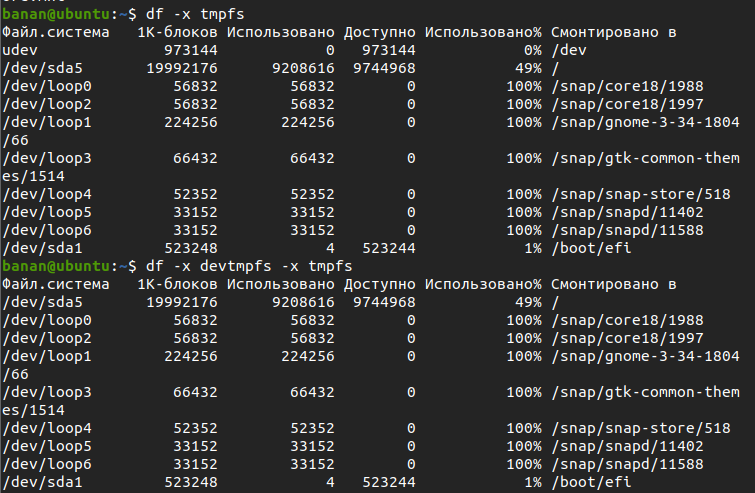 banan@ubuntu:~$ df -x tmpfs
Файл.система 1K-блоков Использовано Доступно Использовано% Смонтировано в
udev 973144 0 973144 0% /dev
/dev/sda5 19992176 9208616 9744968 49% /
/dev/loop0 56832 56832 0 100% /snap/core18/1988
/dev/loop2 56832 56832 0 100% /snap/core18/1997
/dev/loop1 224256 224256 0 100% /snap/gnome-3-34-1804
/66
/dev/loop3 66432 66432 0 100% /snap/gtk-common-them
es/1514
/dev/loop4 52352 52352 0 100% /snap/snap-store/518
/dev/loop5 33152 33152 0 100% /snap/snapd/11402
/dev/loop6 33152 33152 0 100% /snap/snapd/11588
/dev/sda1 523248 4 523244 1% /boot/efi
banan@ubuntu:~$ df -x devtmpfs -x tmpfs
Файл.система 1K-блоков Использовано Доступно Использовано% Смонтировано в
/dev/sda5 19992176 9208616 9744968 49% /
/dev/loop0 56832 56832 0 100% /snap/core18/1988
/dev/loop2 56832 56832 0 100% /snap/core18/1997
/dev/loop1 224256 224256 0 100% /snap/gnome-3-34-1804
/66
/dev/loop3 66432 66432 0 100% /snap/gtk-common-them
es/1514
/dev/loop4 52352 52352 0 100% /snap/snap-store/518
/dev/loop5 33152 33152 0 100% /snap/snapd/11402
/dev/loop6 33152 33152 0 100% /snap/snapd/11588
/dev/sda1 523248 4 523244 1% /boot/efi